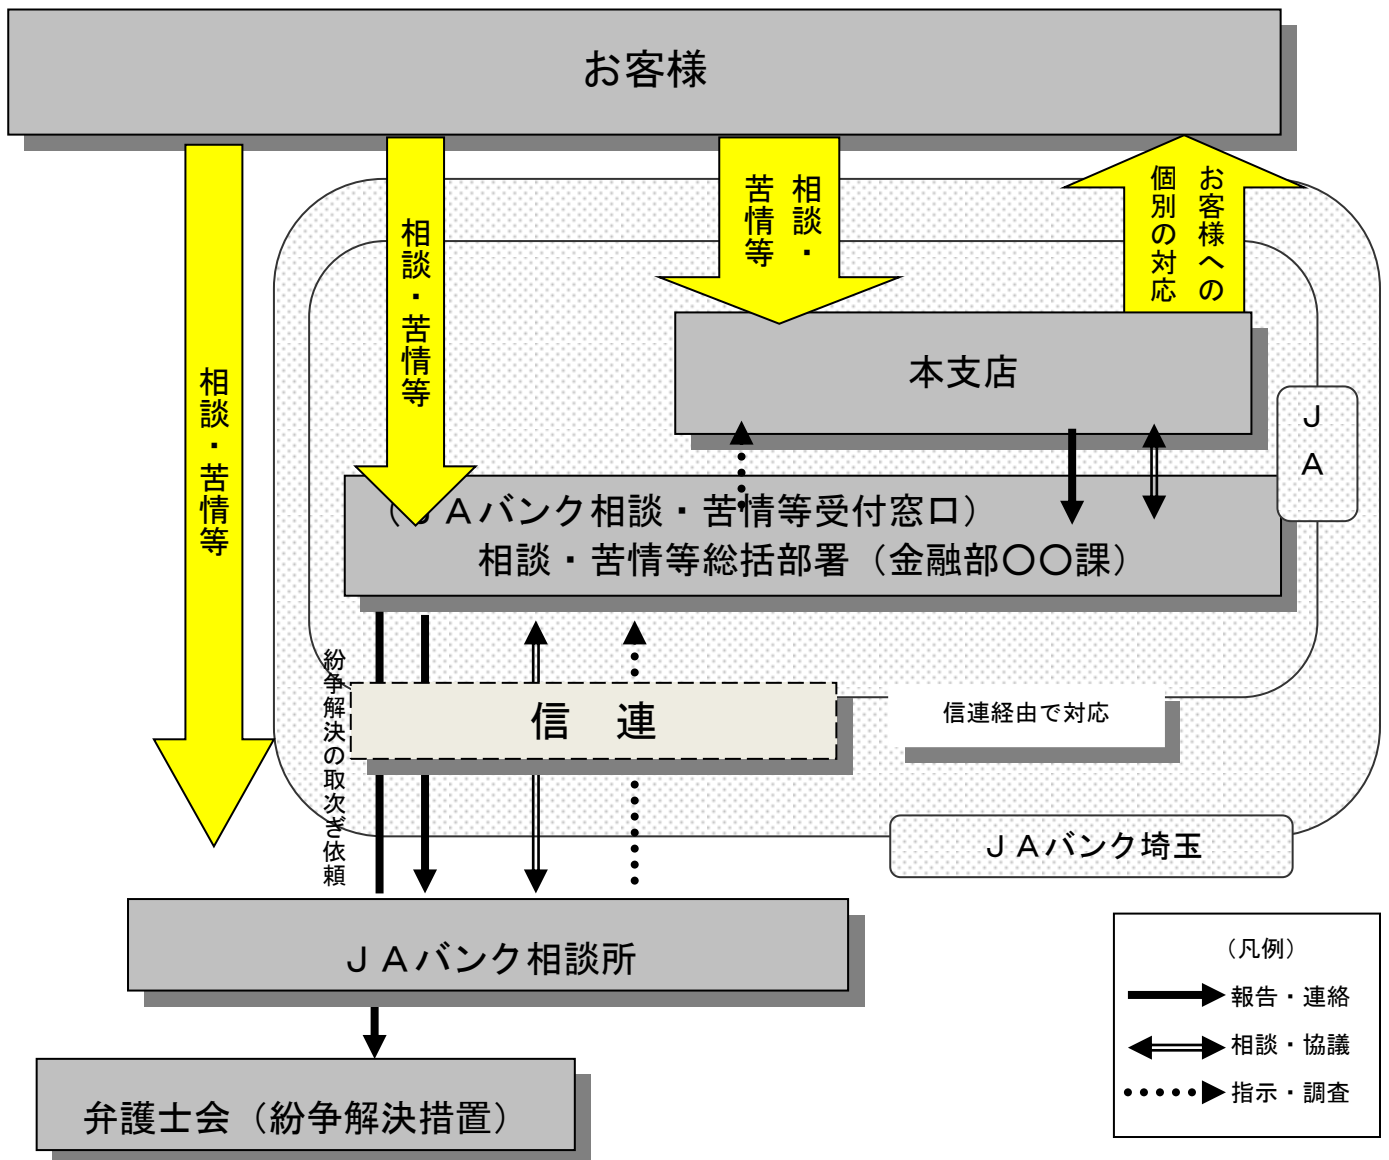 お客様
相談・苦情等
相談・苦情等
相談・
苦情等
お客様への
個別の対応
本支店
JA
（JAバンク相談・苦情等受付窓口）
相談・苦情等総括部署（金融部〇〇課）
紛争解決の取次ぎ依頼
信　連
信連経由で対応
JAバンク埼玉
JAバンク相談所
弁護士会（紛争解決措置）
（凡例）
報告・連絡
相談・協議
指示・調査